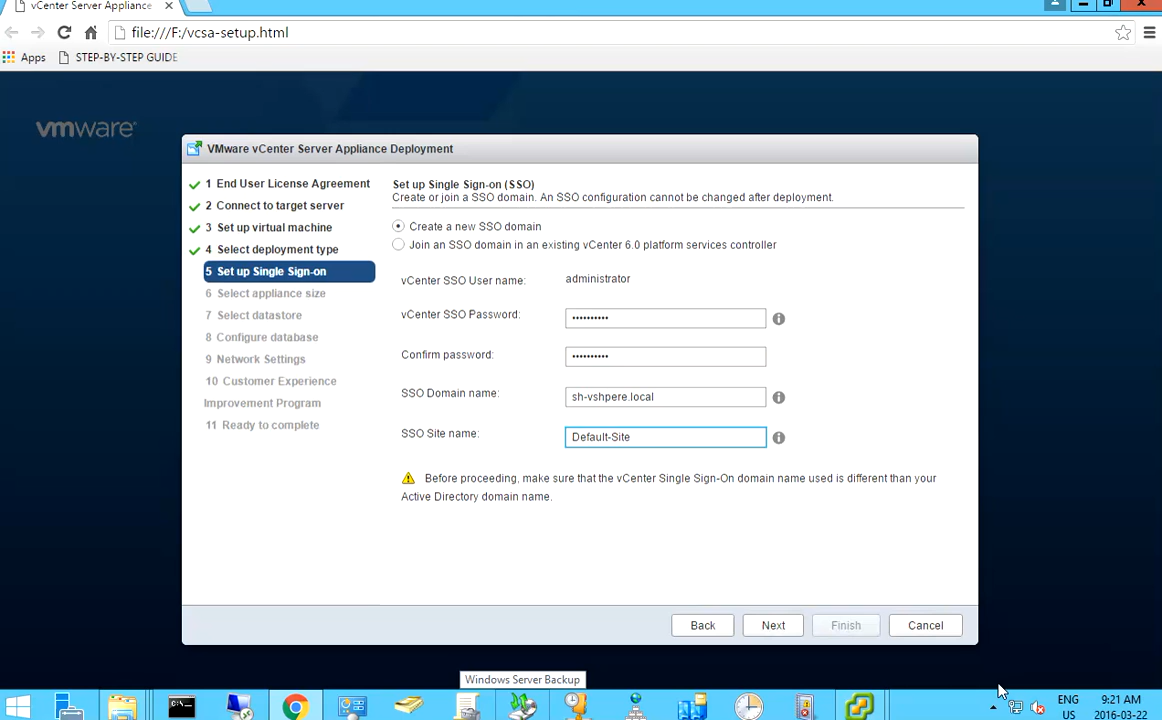 vCenter Server Appliance
file:///F:/vcsa-setup.html
Apps STEP-BY-STEP GUIDE
vmware
VMware vCenter Server Appliance Deployment
1 End User License Agreement
2 Connect to target server
3 Set up virtual machine
4 Select deployment type
5 Set up Single Sign-on
6 Select appliance size
7 Select datastore
8 Configure database
9 Network Settings
10 Customer Experience
Improvement Program
11 Ready to complete
Set up Single Sign-on (SSO)
Create or join a SSO domain. An SSO configuration cannot be changed after deployment.
Create a new SSO domain
Join an SSO domain in an existing vCenter 6.0 platform services controller
vCenter SSO User name: administrator
vCenter SSO Password: ••••••••••
Confirm password: ••••••••••
SSO Domain name: sh-vshpere.local
SSO Site name: Default-Site
Before proceeding, make sure that the vCenter Single Sign-On domain name used is different than your
Active Directory domain name.
Back Next Finish Cancel
Windows Server Backup
ENG 9:21 AM
US 2016-03-22